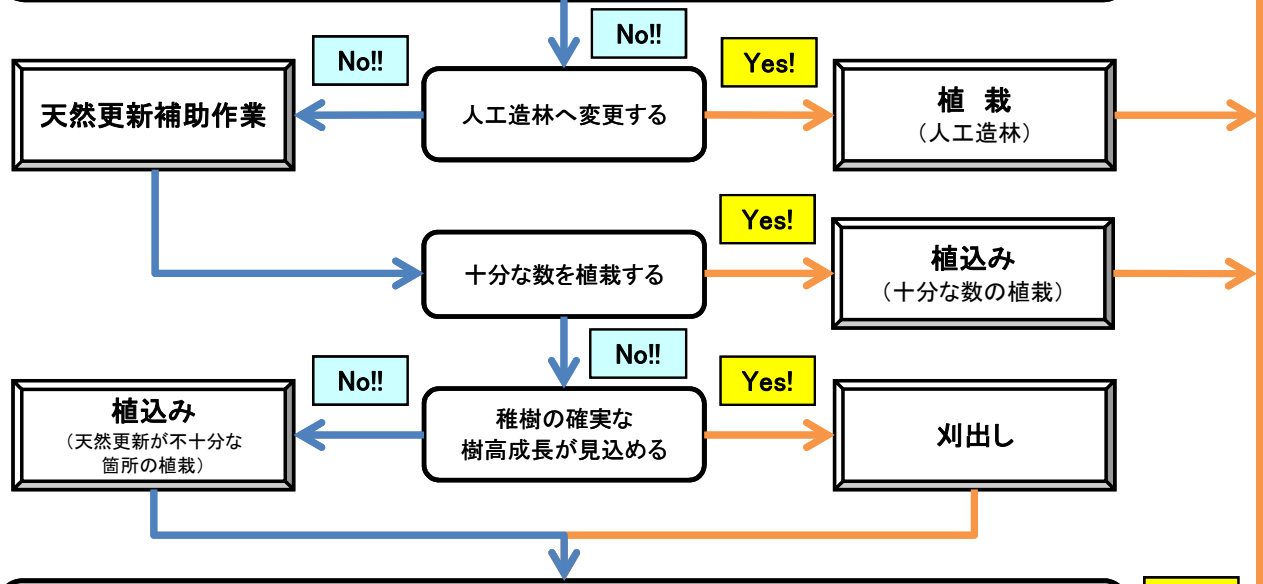 No!!
No!!
Yes!
天然更新補助作業
人工造林へ変更する
植　栽
（人工造林）
Yes!
十分な数を植栽する
植込み
（十分な数の植栽）
No!!
No!!
Yes!
植込み
（天然更新が不十分な
箇所の植栽）
稚樹の確実な
樹高成長が見込める
刈出し